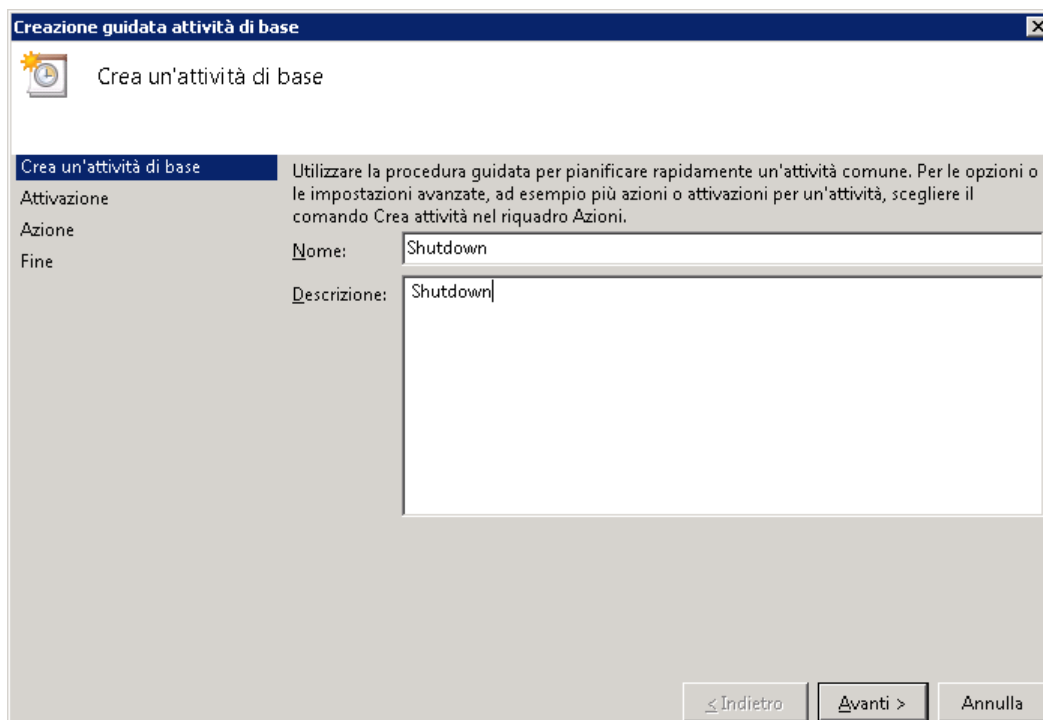 Creazione guidata attività di base
Crea un'attività di base
Crea un'attività di base
Attivazione
Azione
Fine
Utilizzare la procedura guidata per pianificare rapidamente un'attività comune. Per le opzioni o
le impostazioni avanzate, ad esempio più azioni o attivazioni per un'attività, scegliere il
comando Crea attività nel riquadro Azioni.
Nome: Shutdown
Descrizione: Shutdown
< Indietro Avanti > Annulla